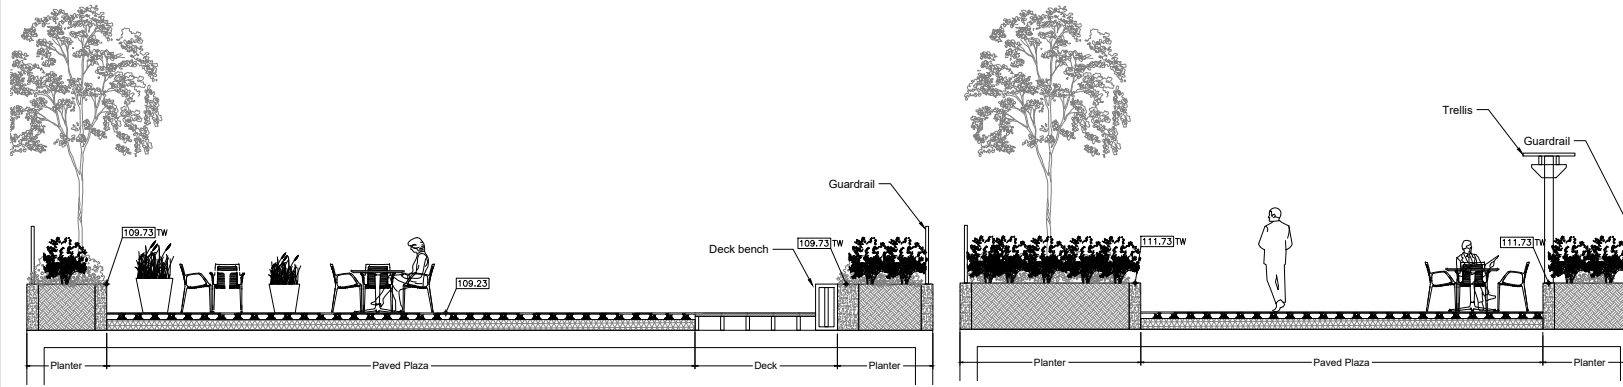 Trellis
Guardrail
Guardrail
109.73 TW
Deck bench
109.73 TW
111.73 TW
111.73 TW
109.23
Planter
Paved Plaza
Deck
Planter
Planter
Paved Plaza
Planter